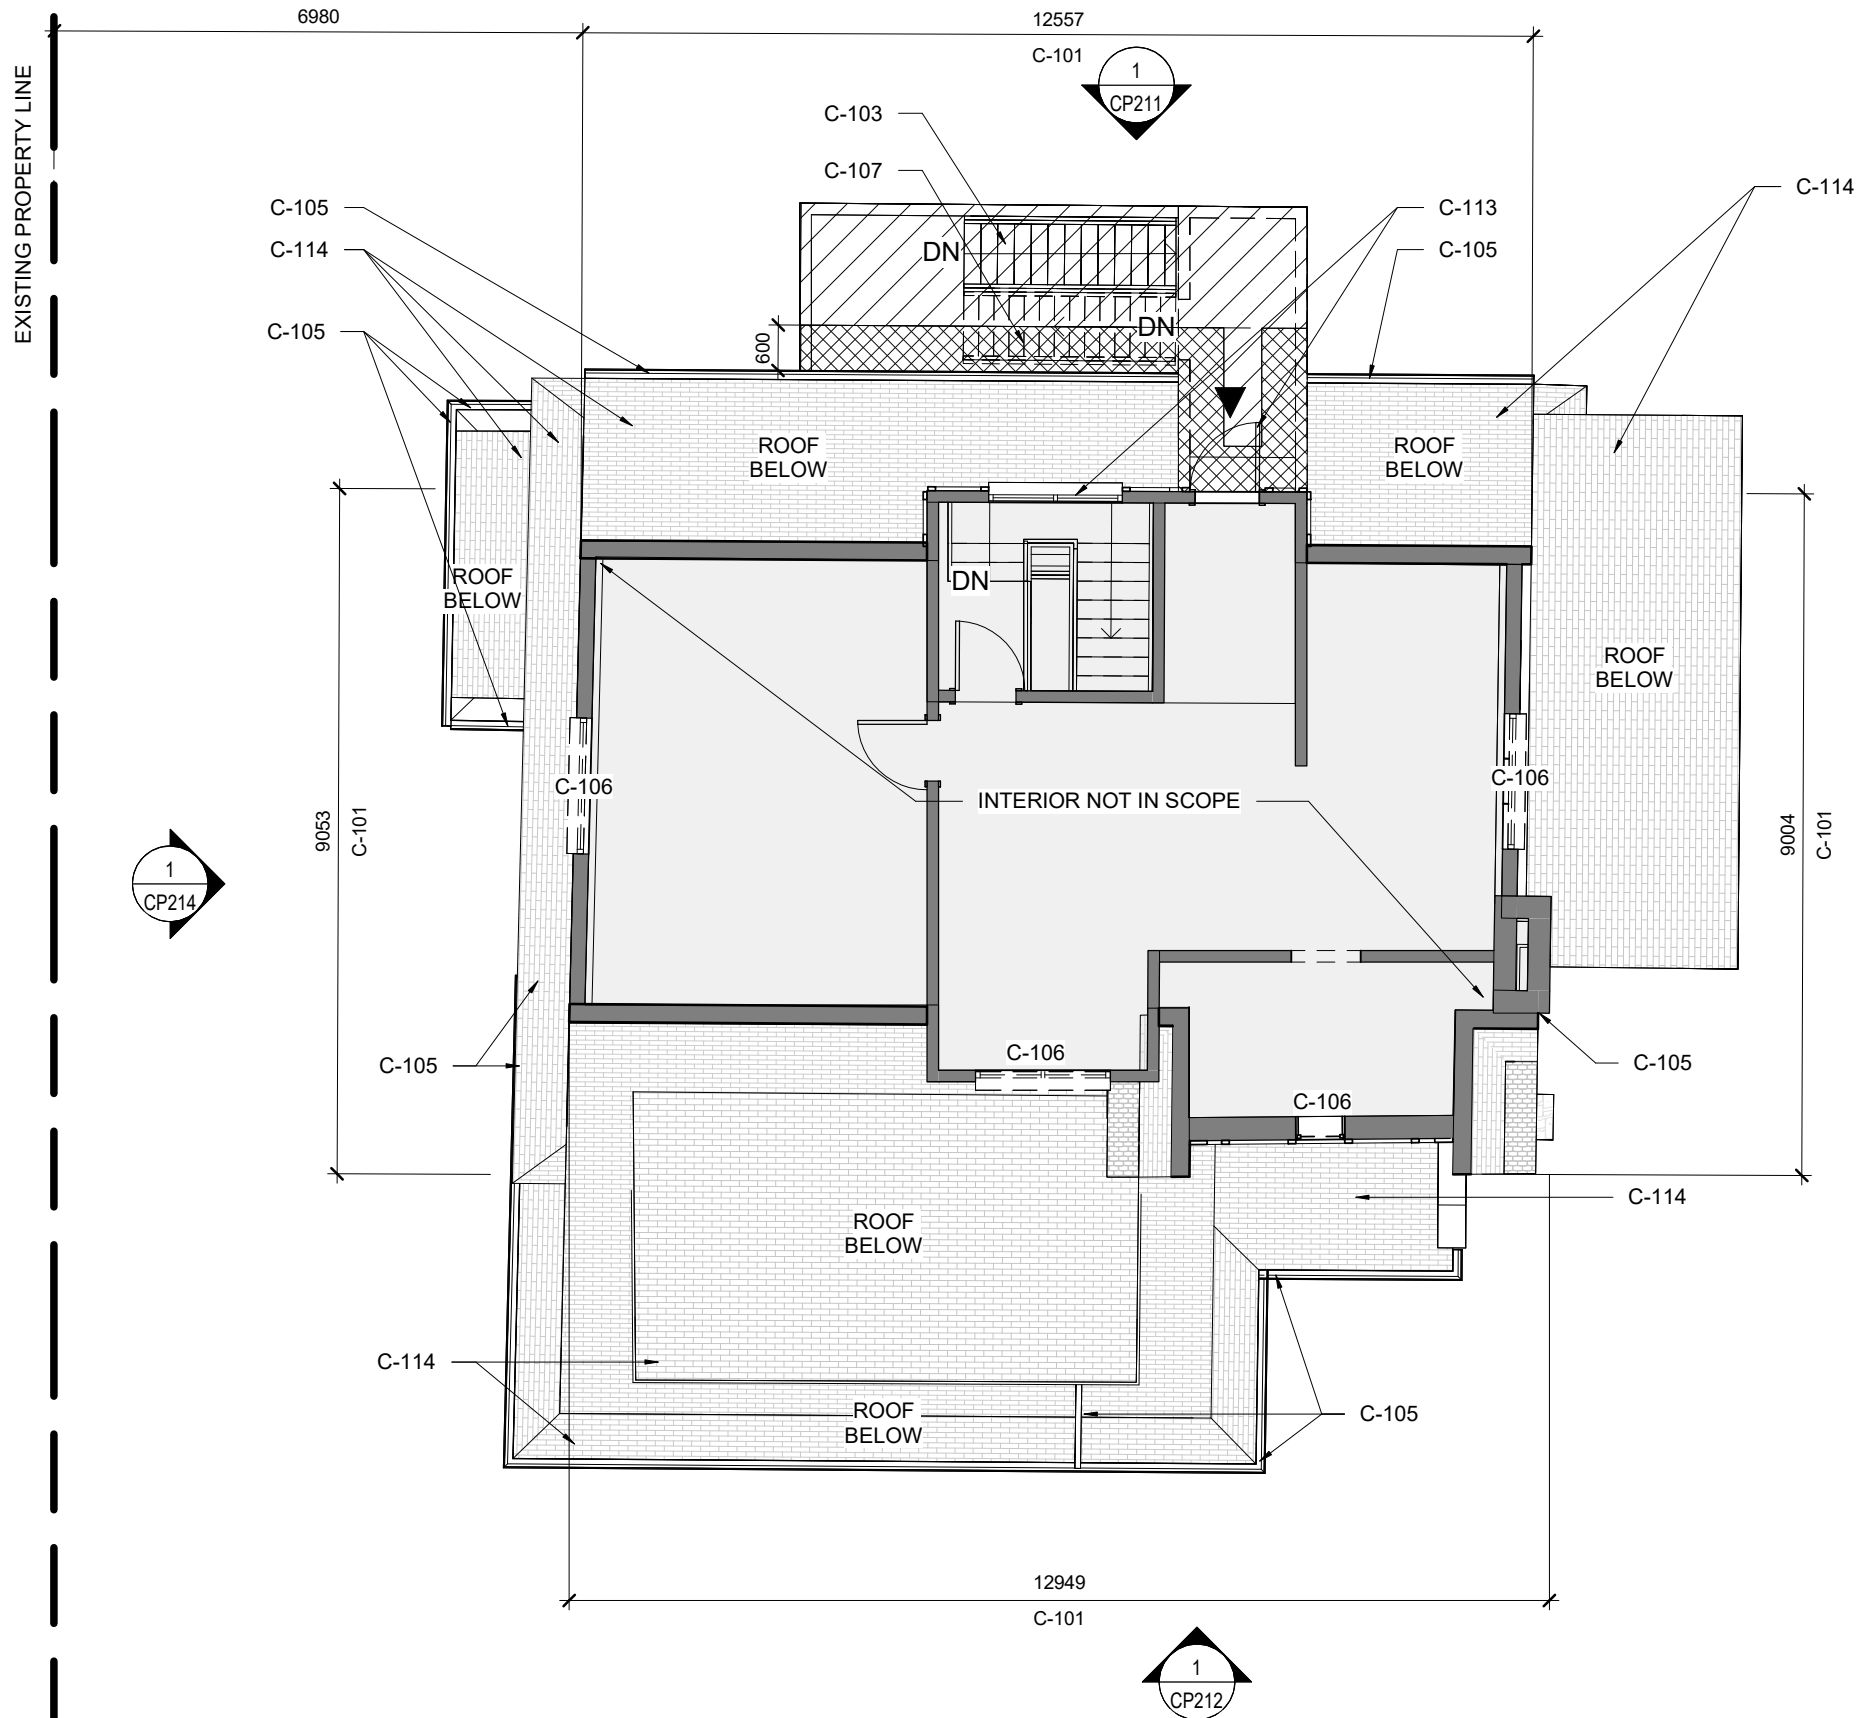 6980
12557
C-101
1
CP211
EXISTING PROPERTY LINE
C-103
C-107
C-114
C-105
C-113
C-114
C-105
DN
C-105
DN
600
ROOF
BELOW
ROOF
BELOW
ROOF
BELOW
DN
ROOF
BELOW
C-106
C-106
INTERIOR NOT IN SCOPE
9053
C-101
9004
C-101
1
CP214
C-106
C-105
C-105
C-106
C-114
ROOF
BELOW
C-114
ROOF
BELOW
C-105
12949
C-101
1
CP212